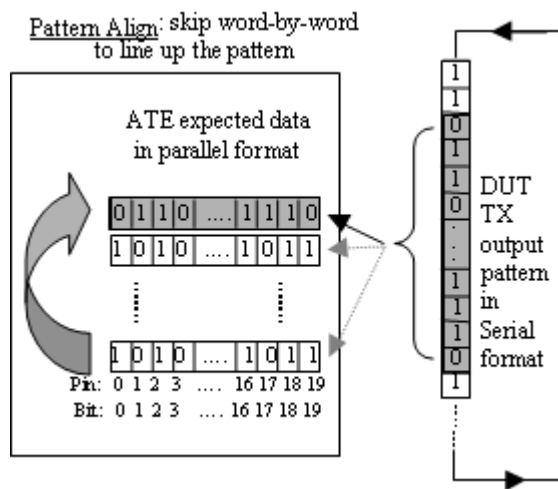 Pattern Align: skip word-by-word
to line up the pattern
ATE expected data
in parallel format
0 1 1 0 .... 1 1 1 0
1 0 1 0 .... 1 0 1 1
1 0 1 0 .... 1 0 1 1
Pin: 0 1 2 3 .... 16 17 18 19
Bit: 0 1 2 3 .... 16 17 18 19
1
1
0
1
1
0
1
1
1
0
1
DUT
TX
output
pattern
in
Serial
format